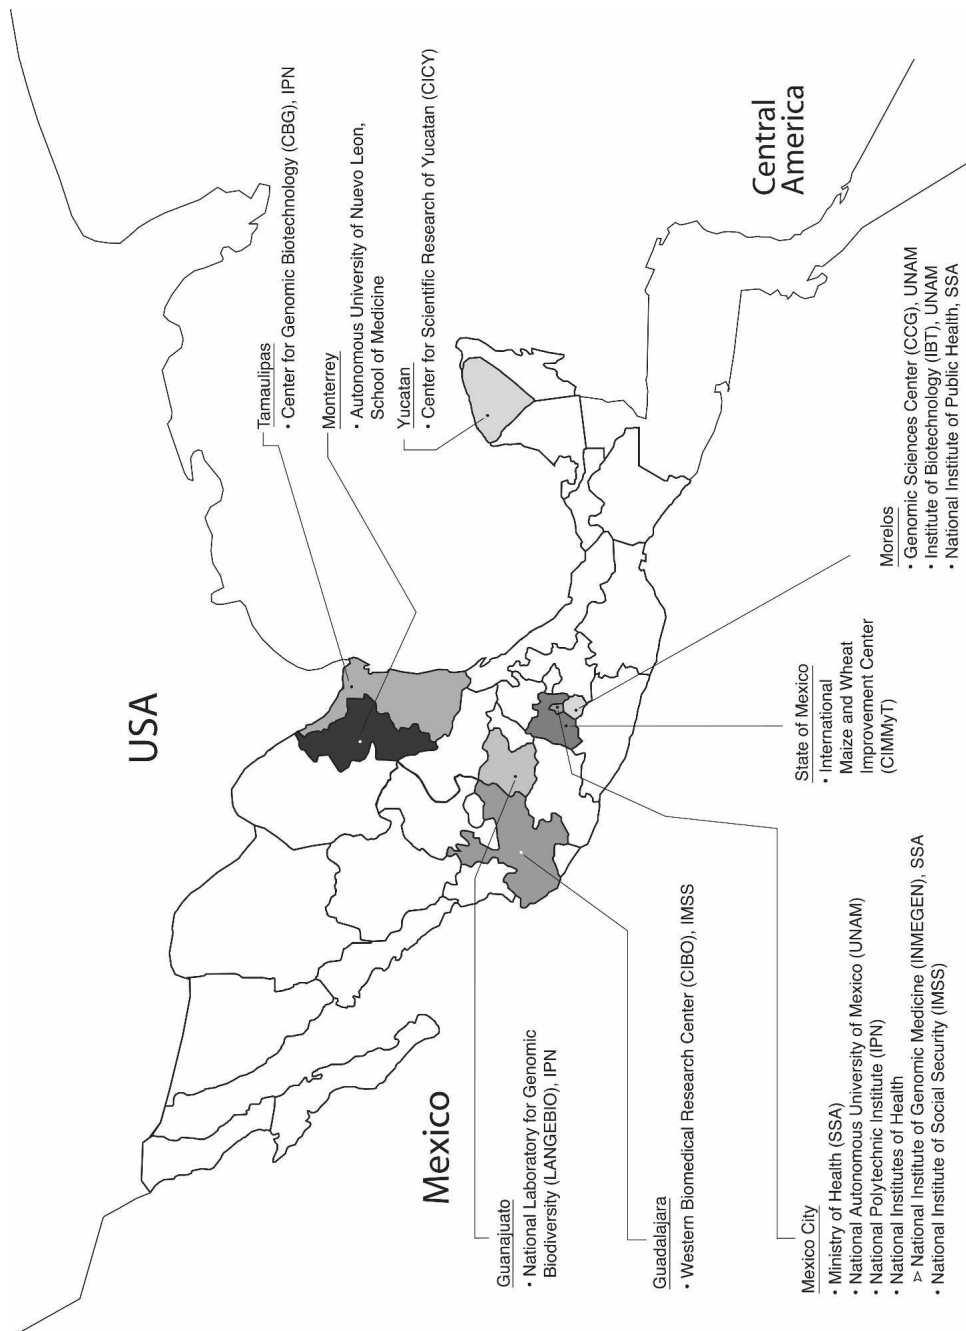 USA
Mexico
Central
America
Tamaulipas
• Center for Genomic Biotechnology (CBG), IPN
Monterrey
• Autonomous University of Nuevo Leon,
School of Medicine
Yucatan
• Center for Scientific Research of Yucatan (CICY)
Guanajuato
• National Laboratory for Genomic
Biodiversity (LANGEBIO), IPN
Guadalajara
• Western Biomedical Research Center (CIBO), IMSS
Mexico City
• Ministry of Health (SSA)
• National Autonomous University of Mexico (UNAM)
• National Polytechnic Institute (IPN)
• National Institutes of Health
➢ National Institute of Genomic Medicine (INMEGEN), SSA
• National Institute of Social Security (IMSS)
State of Mexico
• International
Maize and Wheat
Improvement Center
(CIMMyT)
Morelos
• Genomic Sciences Center (CCG), UNAM
• Institute of Biotechnology (IBT), UNAM
• National Institute of Public Health, SSA